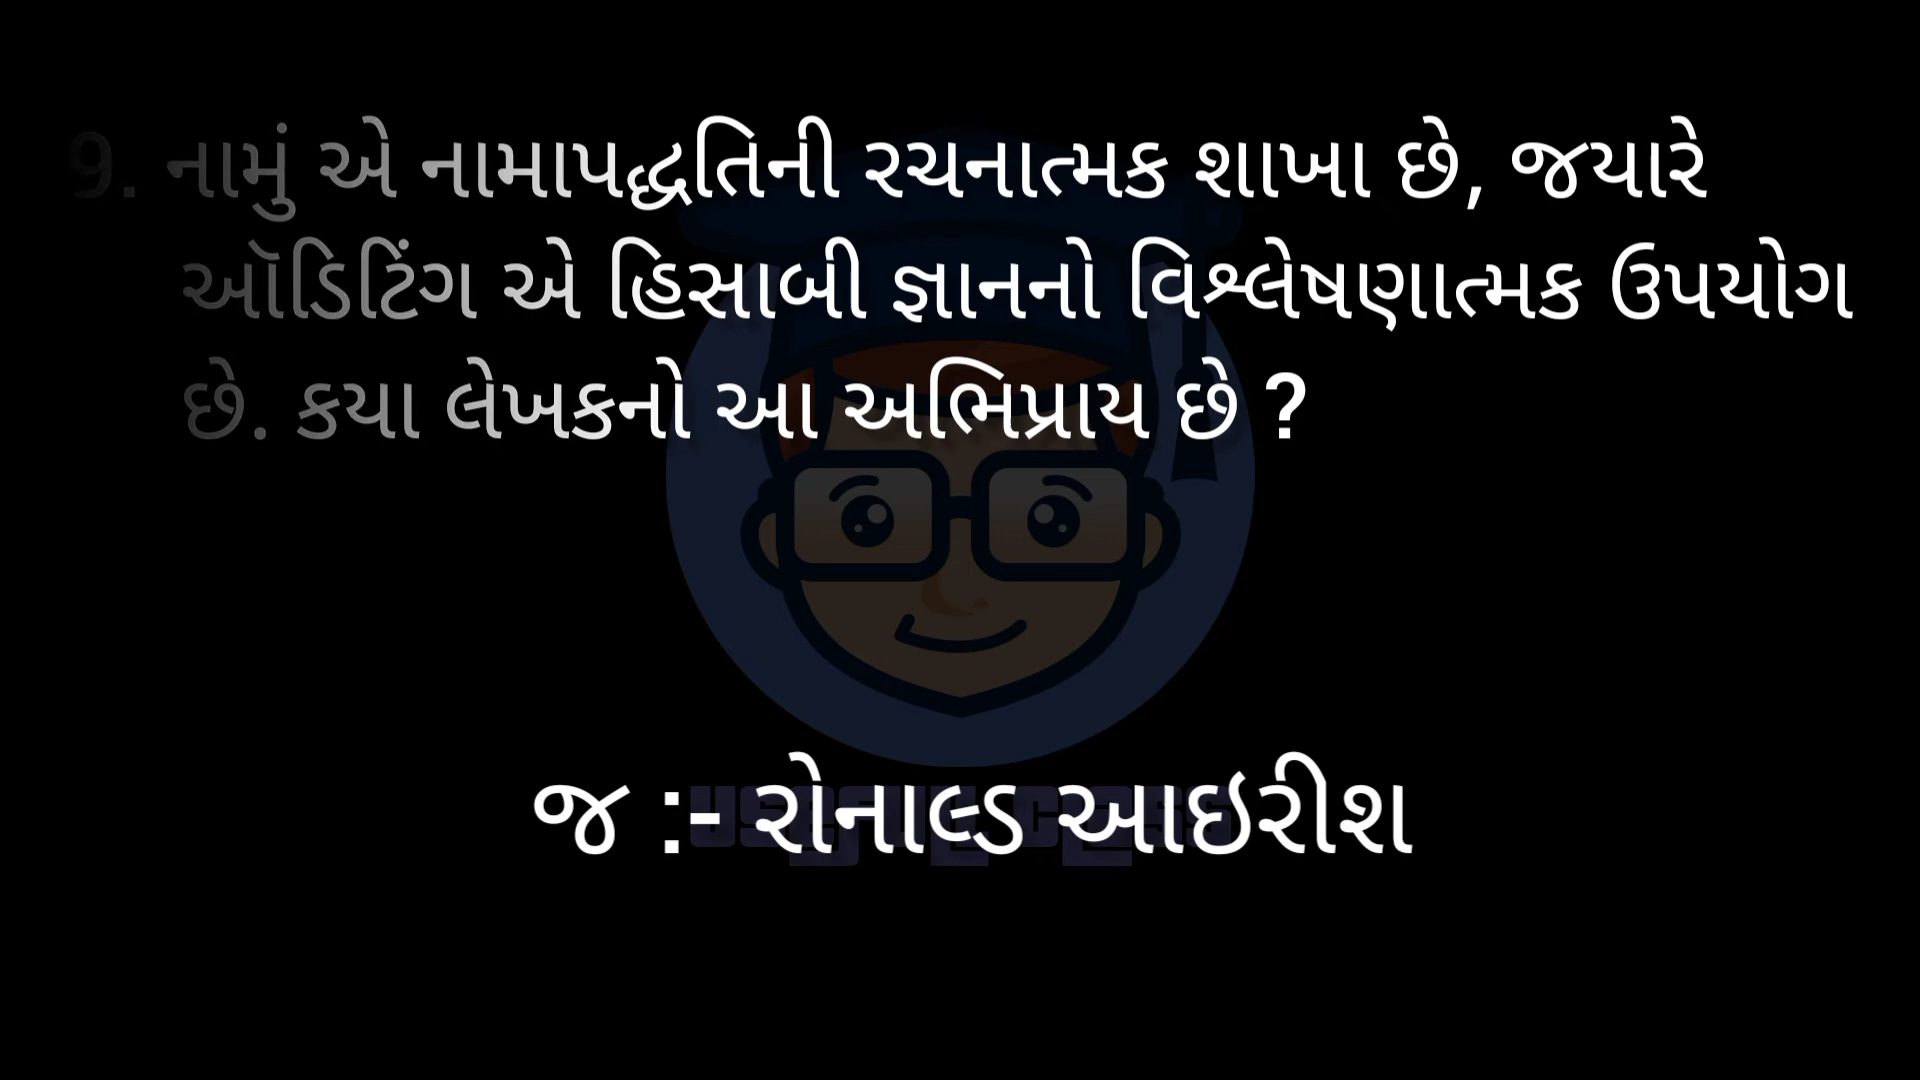 9. નામું એ નામાપદ્ધતિની રચનાત્મક શાખા છે, જયારે
ઑડિટિંગ એ હિસાબી જ્ઞાનનો વિશ્લેષણાત્મક ઉપયોગ
છે. કયા લેખકનો આ અભિપ્રાય છે ?
જ :- રોનાલ્ડ આઇરીશ